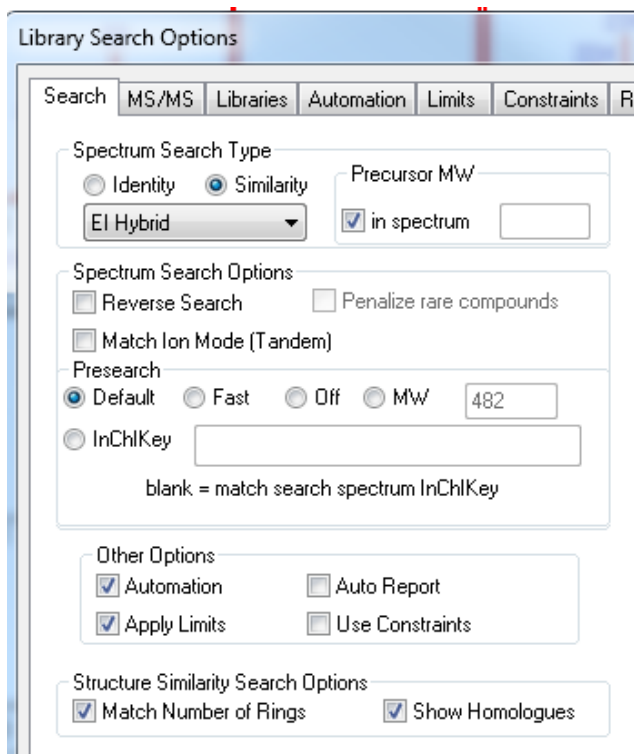 Library Search Options
Search MS/MS Libraries Automation Limits Constraints R
Spectrum Search Type
Identity Similarity
Precursor MW
EI Hybrid
in spectrum
Spectrum Search Options
Reverse Search Penalize rare compounds
Match Ion Mode (Tandem)
Presearch
Default Fast Off MW 482
InChIKey
blank = match search spectrum InChIKey
Other Options
Automation Auto Report
Apply Limits Use Constraints
Structure Similarity Search Options
Match Number of Rings Show Homologues